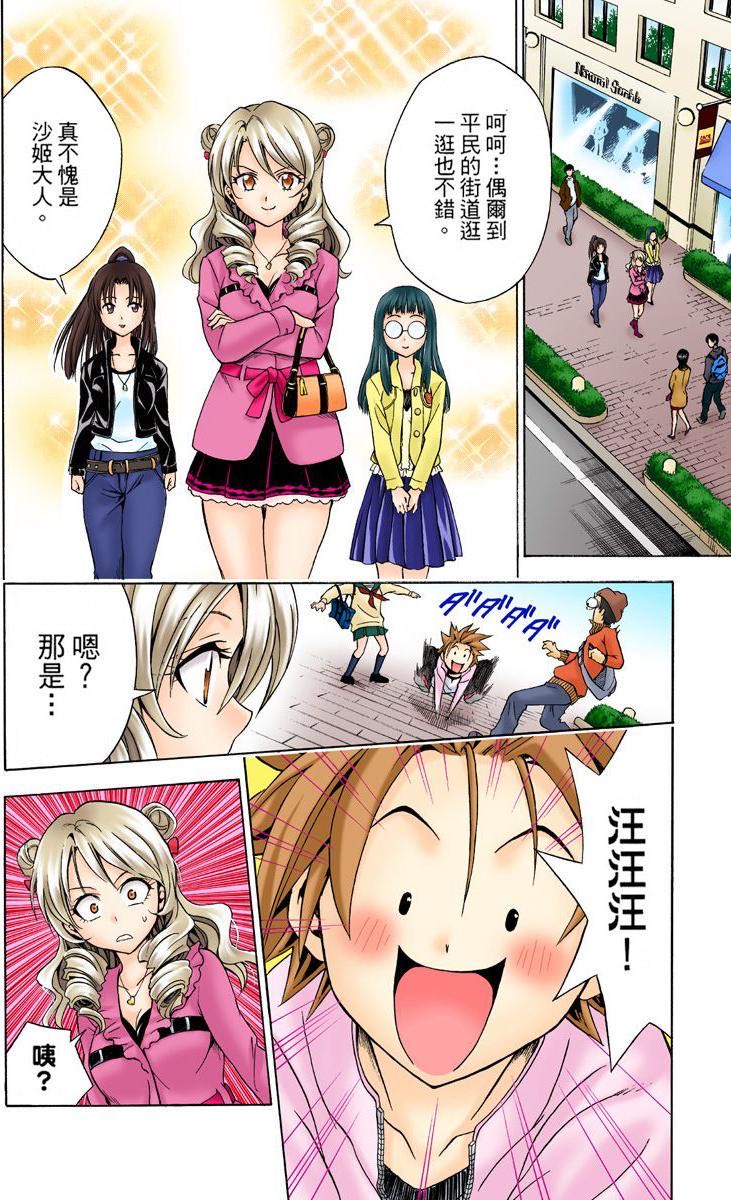 呵呵…偶爾到
平民的街道逛
一逛也不錯。
真不愧是
沙姬大人。
ダダダダ
嗯？
那是…
汪汪汪！
咦？